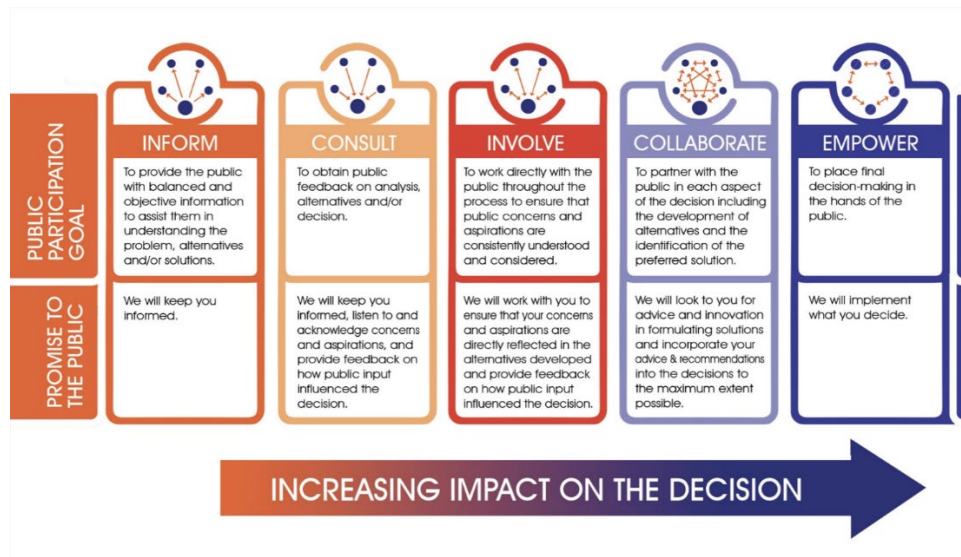 INFORM
CONSULT
INVOLVE
COLLABORATE
EMPOWER
PUBLIC
PARTICIPATION
GOAL
To provide the public
with balanced and
objective information
to assist them in
understanding the
problem, alternatives
and/or solutions.
To obtain public
feedback on analysis,
alternatives and/or
decision.
To work directly with the
public throughout the
process to ensure that
public concerns and
aspirations are
consistently understood
and considered.
To partner with the
public in each aspect
of the decision including
the development of
alternatives and the
identification of the
preferred solution.
To place final
decision-making in
the hands of the
public.
PROMISE TO
THE PUBLIC
We will keep you
informed.
We will keep you
informed, listen to and
acknowledge concerns
and aspirations, and
provide feedback on
how public input
influenced the
decision.
We will work with you to
ensure that your concerns
and aspirations are
directly reflected in the
alternatives developed
and provide feedback
on how public input
influenced the decision.
We will look to you for
advice and innovation
in formulating solutions
and incorporate your
advice & recommendations
into the decisions to
the maximum extent
possible.
We will implement
what you decide.
INCREASING IMPACT ON THE DECISION